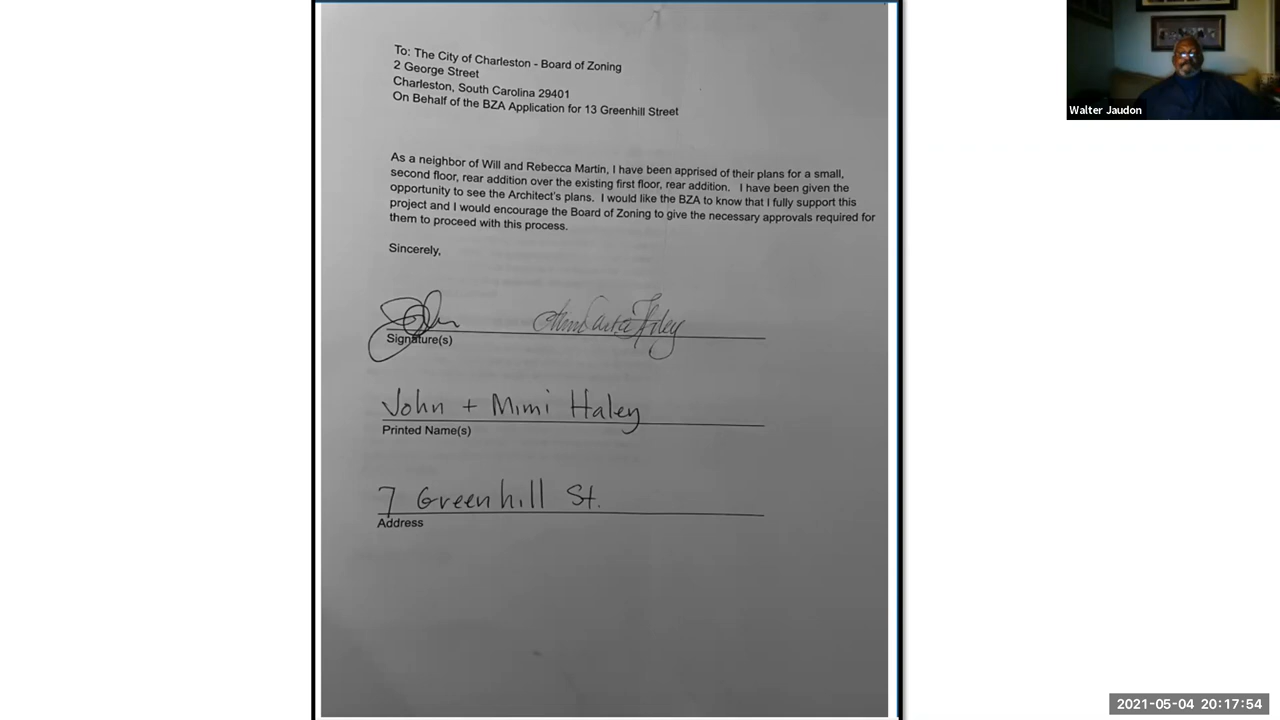 To: The City of Charleston - Board of Zoning
2 George Street
Charleston, South Carolina 29401
On Behalf of the BZA Application for 13 Greenhill Street
As a neighbor of Will and Rebecca Martin, I have been apprised of their plans for a small,
second floor, rear addition over the existing first floor, rear addition. I have been given the
opportunity to see the Architect's plans. I would like the BZA to know that I fully support this
project and I would encourage the Board of Zoning to give the necessary approvals required for
them to proceed with this process.
Sincerely,
Signature(s)
John + Mimi Haley
Printed Name(s)
7 Greenhill St.
Address
Walter Jaudon
2021-05-04 20:17:54